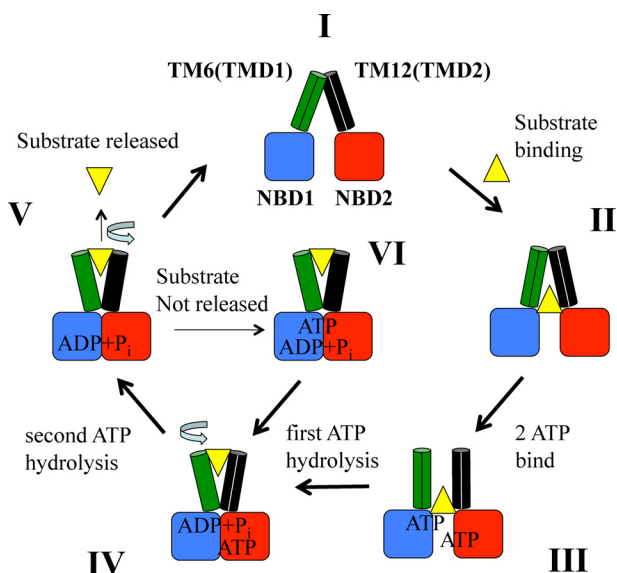 I
TM6(TMD1) TM12(TMD2)
Substrate released
Substrate
binding
NBD1 NBD2
V
II
VI
Substrate
Not released
ATP
ADP+Pi
ADP+Pi
second ATP
hydrolysis
first ATP
hydrolysis
2 ATP
bind
ADP+Pi
ATP
ATP
ATP
IV
III